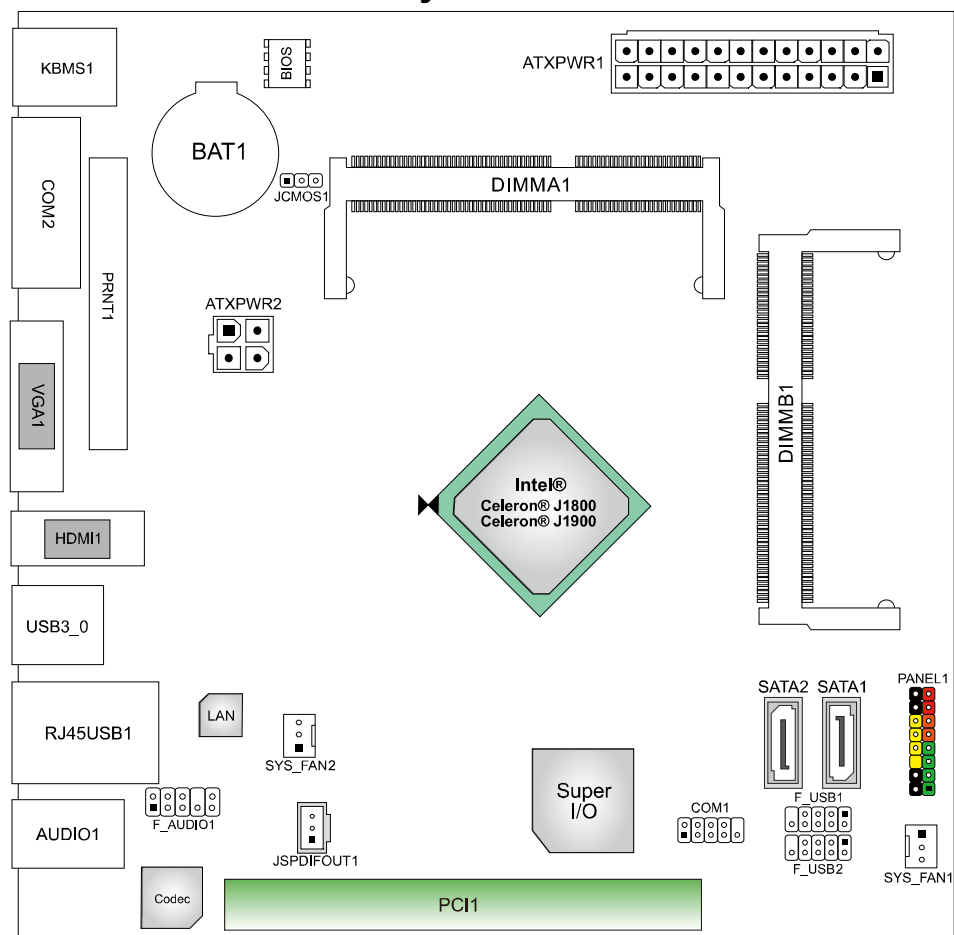 KBMS1
BIOS
ATXPWR1
BAT1
JCMOS1
DIMMA1
COM2
PRNT1
ATXPWR2
VGA1
DIMMB1
Intel®
Celeron® J1800
Celeron® J1900
HDMI1
USB3_0
RJ45USB1
LAN
SYS_FAN2
SATA2
SATA1
PANEL1
Super
I/O
F_AUDIO1
AUDIO1
JSPDIFOUT1
COM1
F_USB1
F_USB2
SYS_FAN1
Codec
PCI1